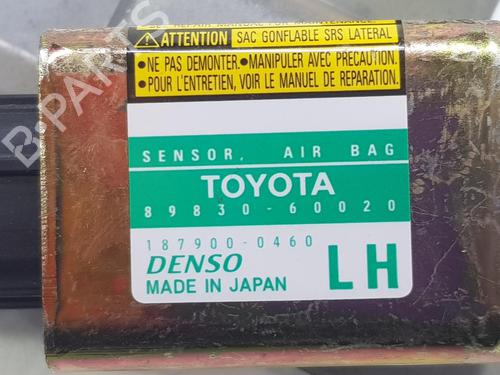 REPAIR MANUAL FOR MAINTENANCE.
ATTENTION SAC GONFLABLE SRS LATERAL
•NE PAS DEMONTER.•MANIPULER AVEC PRÉCAUTION.
•POUR L'ENTRETIEN, VOIR LE MANUEL DE REPARATION.
SENSOR, AIR BAG
TOYOTA
89830-60020
187900-0460
DENSO
LH
MADE IN JAPAN
B-PARTS